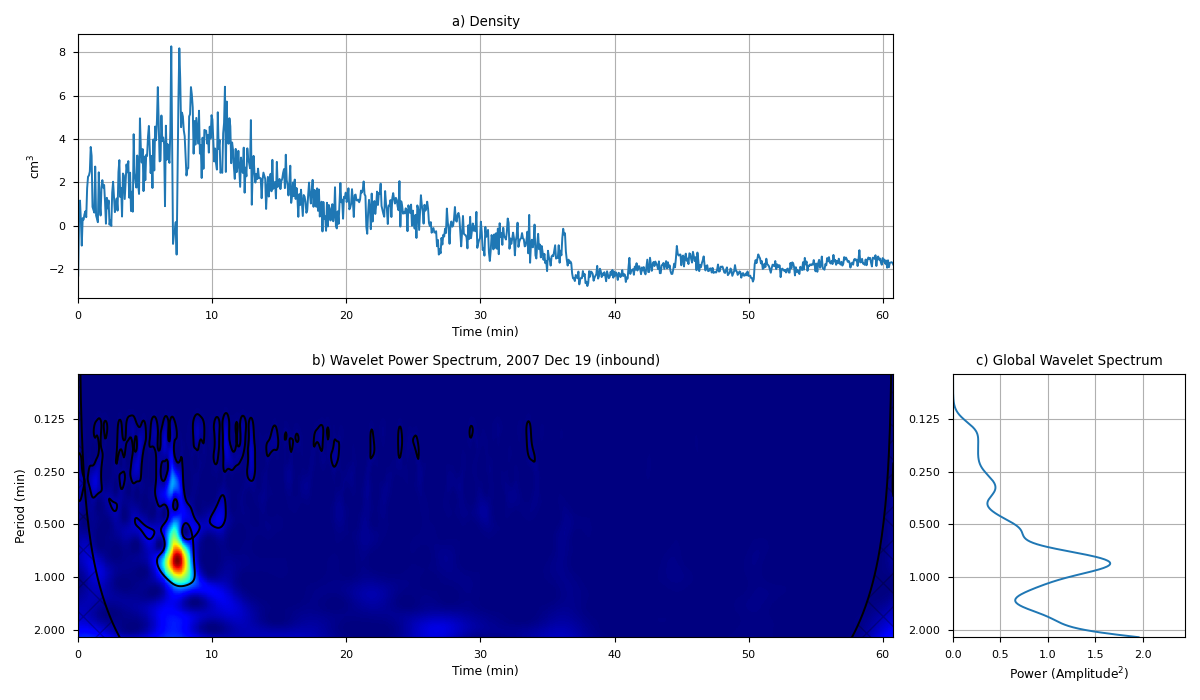 a) Density
cm³
8
6
4
2
0
−2
0 10 20 30 40 50 60
Time (min)
b) Wavelet Power Spectrum, 2007 Dec 19 (inbound)
Period (min)
0.125
0.250
0.500
1.000
2.000
0 10 20 30 40 50 60
Time (min)
c) Global Wavelet Spectrum
0.125
0.250
0.500
1.000
2.000
0.0 0.5 1.0 1.5 2.0
Power (Amplitude²)